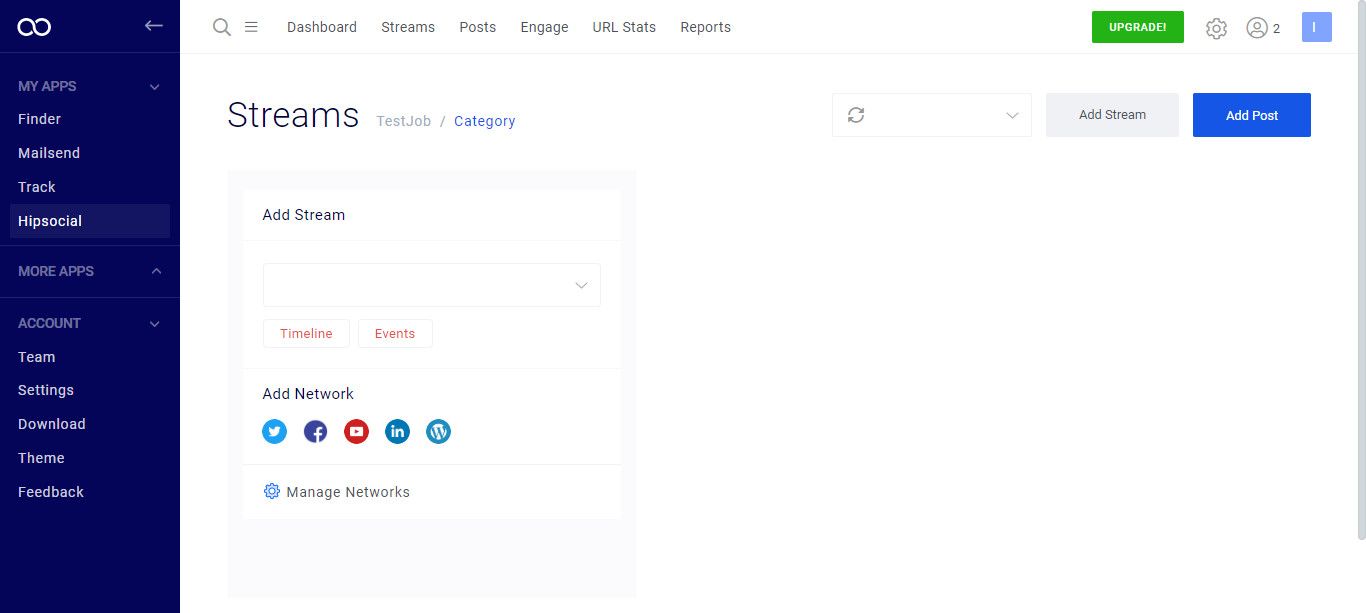 Dashboard Streams Posts Engage URL Stats Reports UPGRADE! 2 I
MY APPS
Finder
Mailsend
Track
Hipsocial
MORE APPS
ACCOUNT
Team
Settings
Download
Theme
Feedback
Streams TestJob / Category Add Stream Add Post
Add Stream
Timeline Events
Add Network
Manage Networks